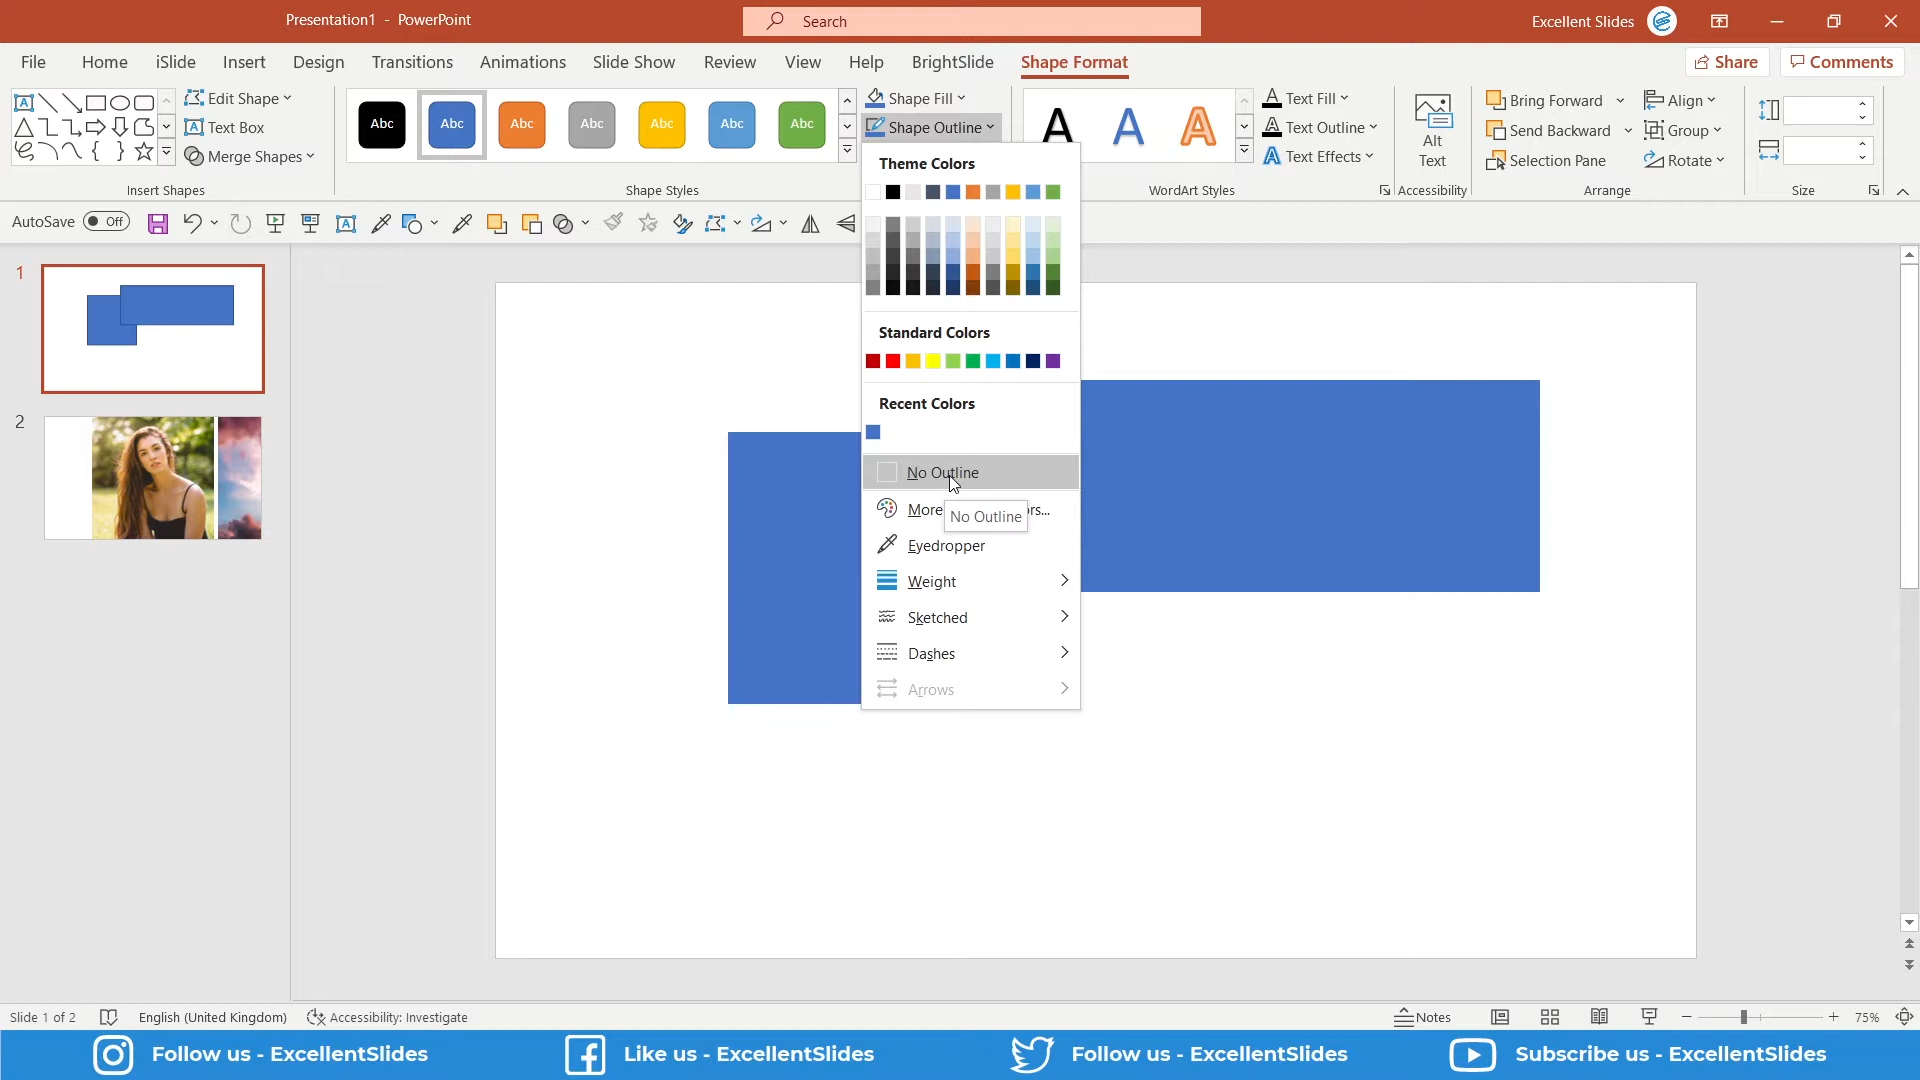 Presentation1 - PowerPoint
Search
Excellent Slides
File Home iSlide Insert Design Transitions Animations Slide Show Review View Help BrightSlide Shape Format
Share
Comments
Edit Shape
Text Box
Merge Shapes
Insert Shapes
Abc Abc Abc Abc Abc Abc Abc
Shape Styles
Shape Fill
Shape Outline
A A A
WordArt Styles
Text Fill
Text Outline
Text Effects
Alt
Text
Accessibility
Bring Forward
Send Backward
Selection Pane
Align
Group
Rotate
Arrange
Size
AutoSave Off
Theme Colors
Standard Colors
Recent Colors
No Outline
More
rs...
No Outline
Eyedropper
Weight
Sketched
Dashes
Arrows
1
2
Slide 1 of 2
English (United Kingdom)
Accessibility: Investigate
Notes
75%
Follow us - ExcellentSlides
Like us - ExcellentSlides
Follow us - ExcellentSlides
Subscribe us - ExcellentSlides